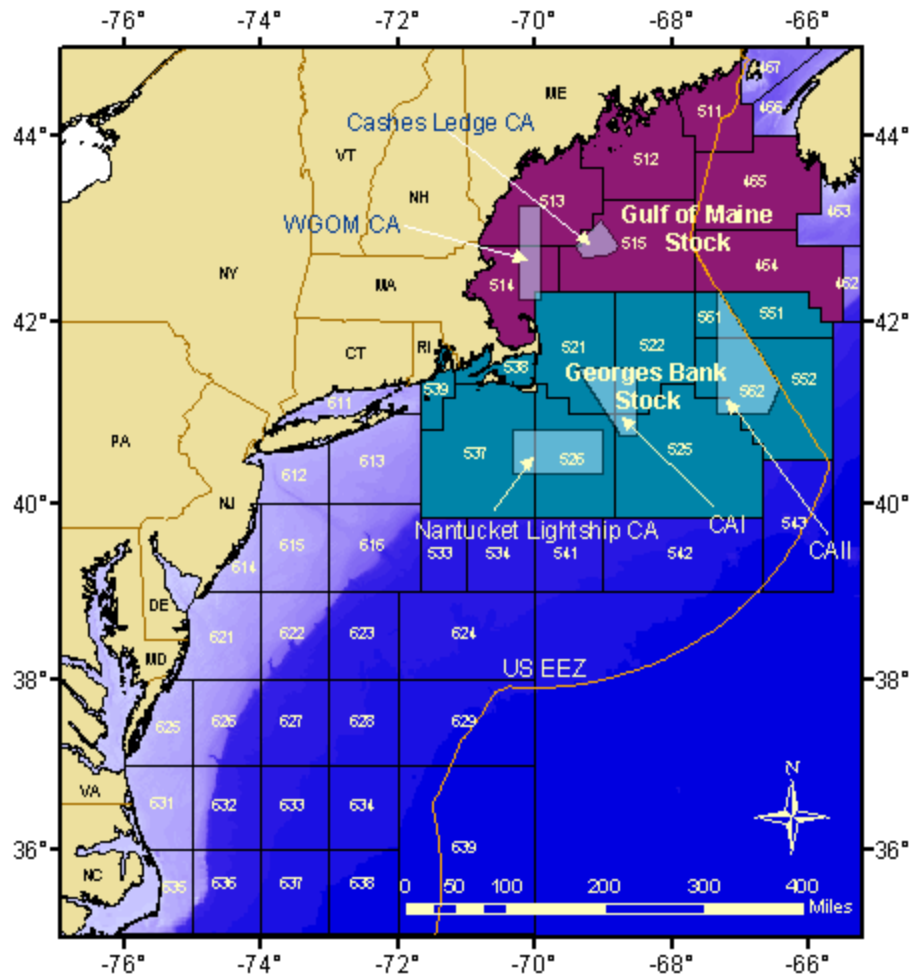 -76° -74° -72° -70° -68° -66°
467
ME
511
466
44°
44°
Cashes Ledge CA
VT
512
465
NH
513
463
Gulf of Maine
Stock
WGOM CA
515
NY
MA
514
464
462
42°
42°
561
551
CT
RI
521
522
538
552
Georges Bank
Stock
539
562
611
PA
613
537
526
525
612
NJ
40°
40°
Nantucket Lightship CA
CAI
543
CAII
615
616
533
534
541
542
614
DE
621
622
623
624
MD
US EEZ
38°
38°
625
626
627
628
629
N
VA
631
632
633
634
36°
36°
639
NC
635
636
637
638
0 50 100 200 300 400
Miles
-76° -74° -72° -70° -68° -66°